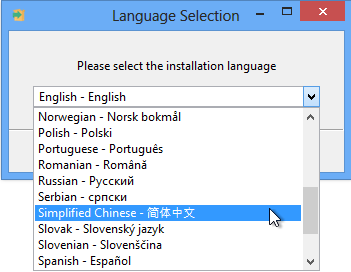 Language Selection
Please select the installation language
English - English
Norwegian - Norsk bokmål
Polish - Polski
Portuguese - Português
Romanian - Română
Russian - Русский
Serbian - српски
Simplified Chinese - 简体中文
Slovak - Slovenský jazyk
Slovenian - Slovenščina
Spanish - Español